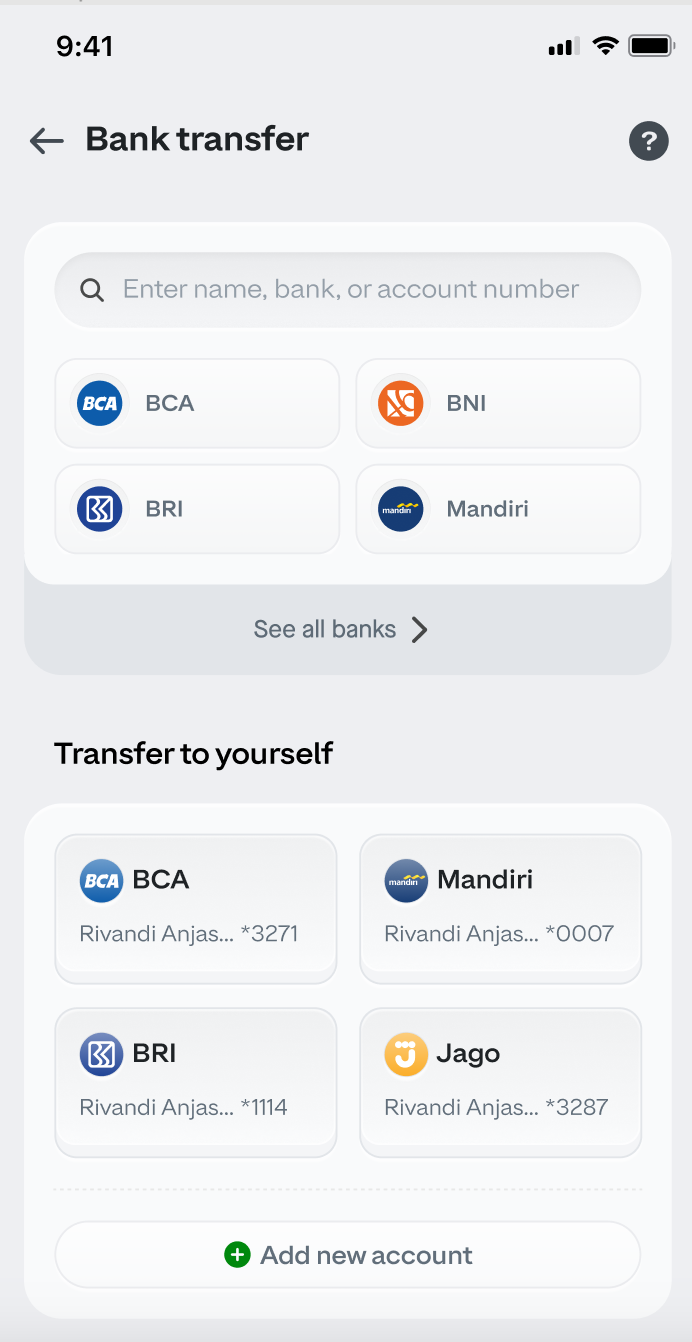 9:41
Bank transfer
?
Enter name, bank, or account number
BCA BCA
BNI
BRI
mandiri Mandiri
See all banks
Transfer to yourself
BCA BCA
Rivandi Anjas... *3271
mandiri Mandiri
Rivandi Anjas... *0007
BRI
Rivandi Anjas... *1114
Jago
Rivandi Anjas... *3287
Add new account